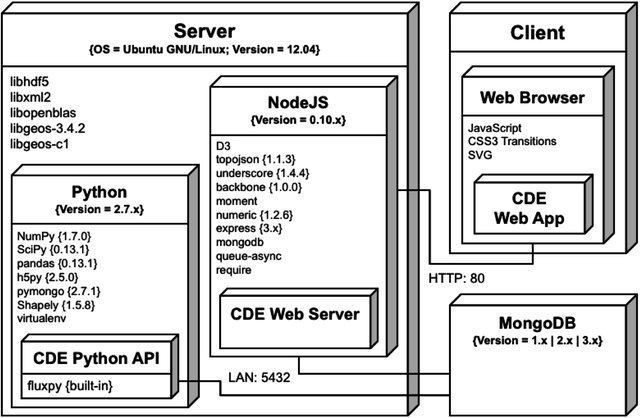 Server
{OS = Ubuntu GNU/Linux; Version = 12.04}
libhdf5
libxml2
libopenblas
libgeos-3.4.2
libgeos-c1
Python
{Version = 2.7.x}
NumPy {1.7.0}
SciPy {0.13.1}
pandas {0.13.1}
h5py {2.5.0}
pymongo {2.7.1}
Shapely {1.5.8}
virtualenv
CDE Python API
fluxpy {built-in}
NodeJS
{Version = 0.10.x}
D3
topojson {1.1.3}
underscore {1.4.4}
backbone {1.0.0}
moment
numeric {1.2.6}
express {3.x}
mongodb
queue-async
require
CDE Web Server
Client
Web Browser
JavaScript
CSS3 Transitions
SVG
CDE
Web App
HTTP: 80
MongoDB
{Version = 1.x | 2.x | 3.x}
LAN: 5432